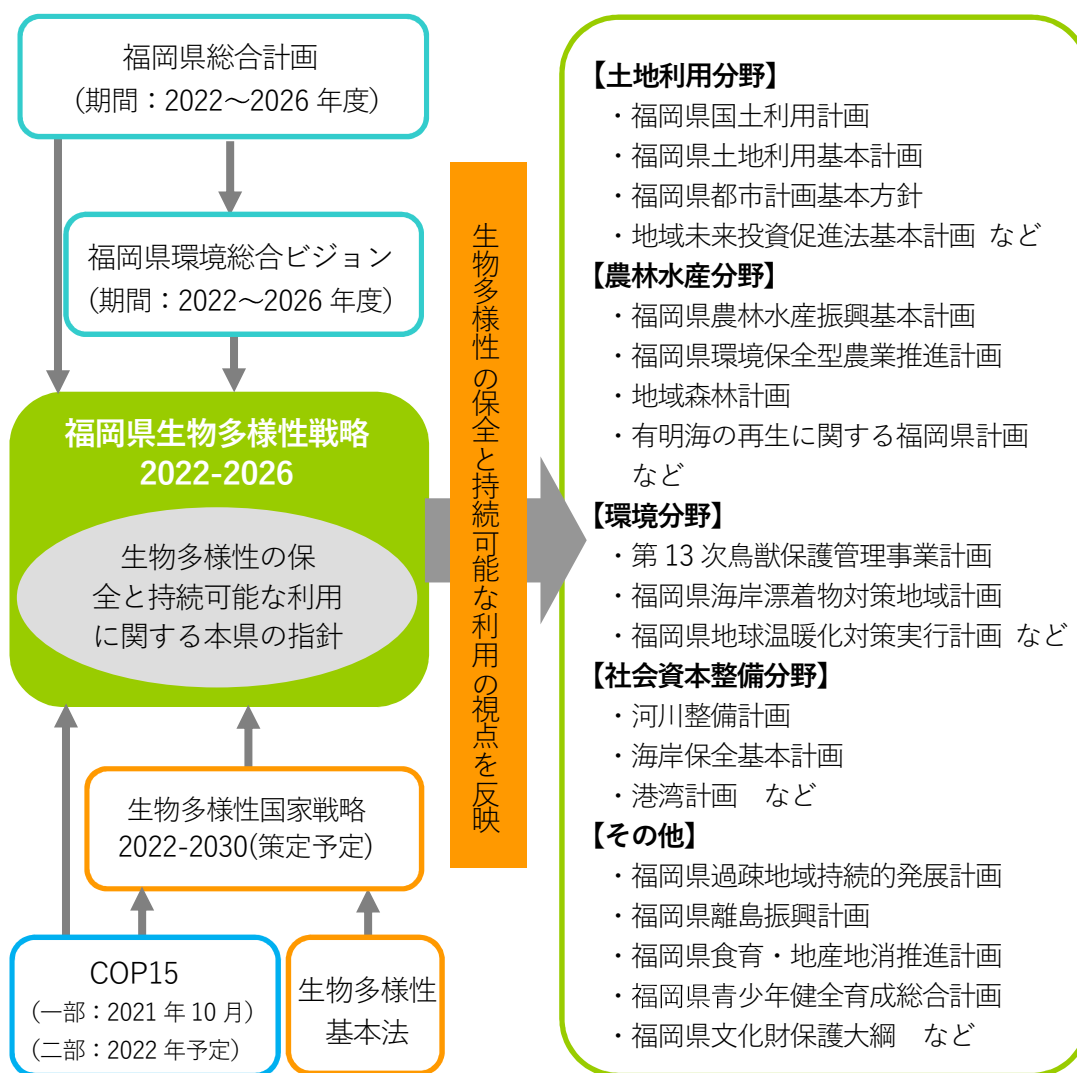 福岡県総合計画
(期間：2022～2026 年度)
福岡県環境総合ビジョン
(期間：2022～2026 年度)
福岡県生物多様性戦略
2022-2026
生物多様性の保
全と持続可能な利用
に関する本県の指針
生物多様性国家戦略
2022-2030(策定予定)
COP15
(一部：2021 年 10 月)
(二部：2022 年予定)
生物多様性
基本法
生物多様性の保全と持続可能な利用の視点を反映
【土地利用分野】
・福岡県国土利用計画
・福岡県土地利用基本計画
・福岡県都市計画基本方針
・地域未来投資促進法基本計画 など
【農林水産分野】
・福岡県農林水産振興基本計画
・福岡県環境保全型農業推進計画
・地域森林計画
・有明海の再生に関する福岡県計画
など
【環境分野】
・第 13 次鳥獣保護管理事業計画
・福岡県海岸漂着物対策地域計画
・福岡県地球温暖化対策実行計画 など
【社会資本整備分野】
・河川整備計画
・海岸保全基本計画
・港湾計画　など
【その他】
・福岡県過疎地域持続的発展計画
・福岡県離島振興計画
・福岡県食育・地産地消推進計画
・福岡県青少年健全育成総合計画
・福岡県文化財保護大綱　など